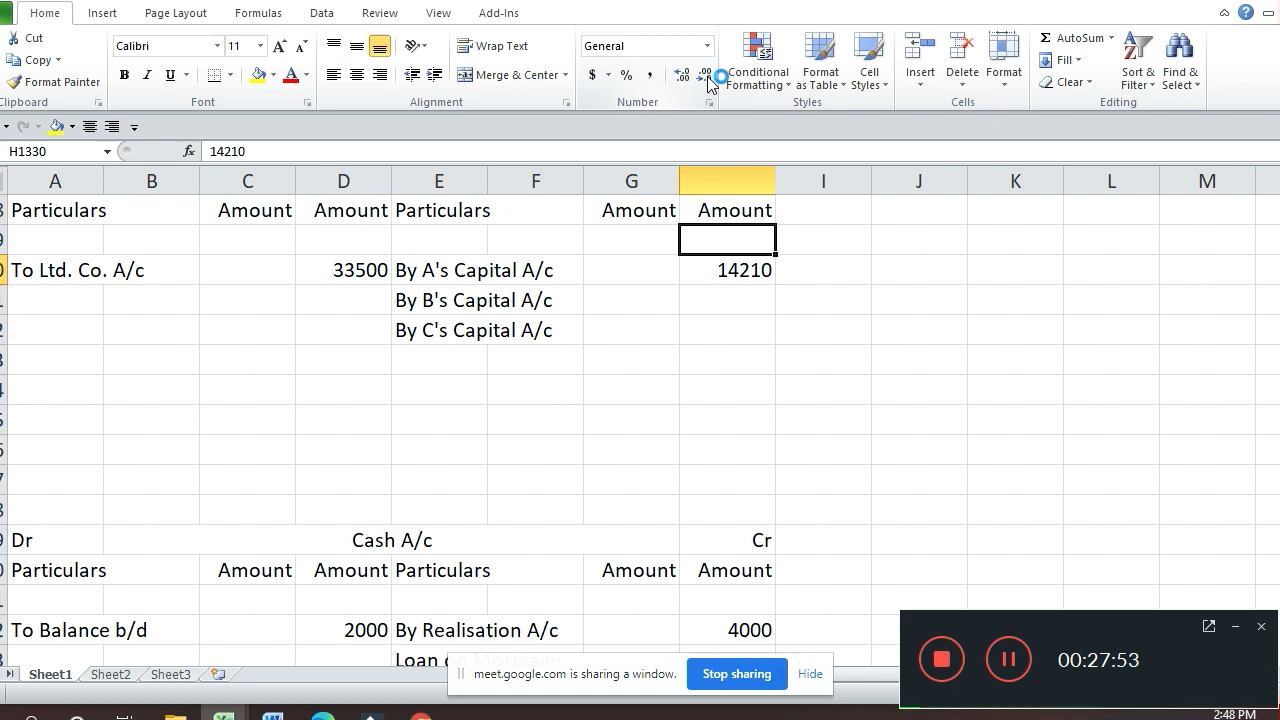 Home Insert Page Layout Formulas Data Review View Add-Ins
Cut
Copy
Format Painter
Clipboard
Calibri 11
B I U
A A
Font
Wrap Text
Merge & Center
Alignment
General
$ % ,
Number
Conditional Formatting
Format as Table
Cell Styles
Styles
Insert
Delete
Format
Cells
Σ AutoSum
Fill
Clear
Sort & Filter
Find & Select
Editing
H1330 fx 14210
A B C D E F G I J K L M
Particulars Amount Amount Particulars Amount Amount
To Ltd. Co. A/c 33500 By A's Capital A/c 14210
By B's Capital A/c
By C's Capital A/c
Dr Cash A/c Cr
Particulars Amount Amount Particulars Amount Amount
To Balance b/d 2000 By Realisation A/c 4000
Loan on Mortgage
Sheet1 Sheet2 Sheet3
meet.google.com is sharing a window. Stop sharing Hide
00:27:53
2:48 PM